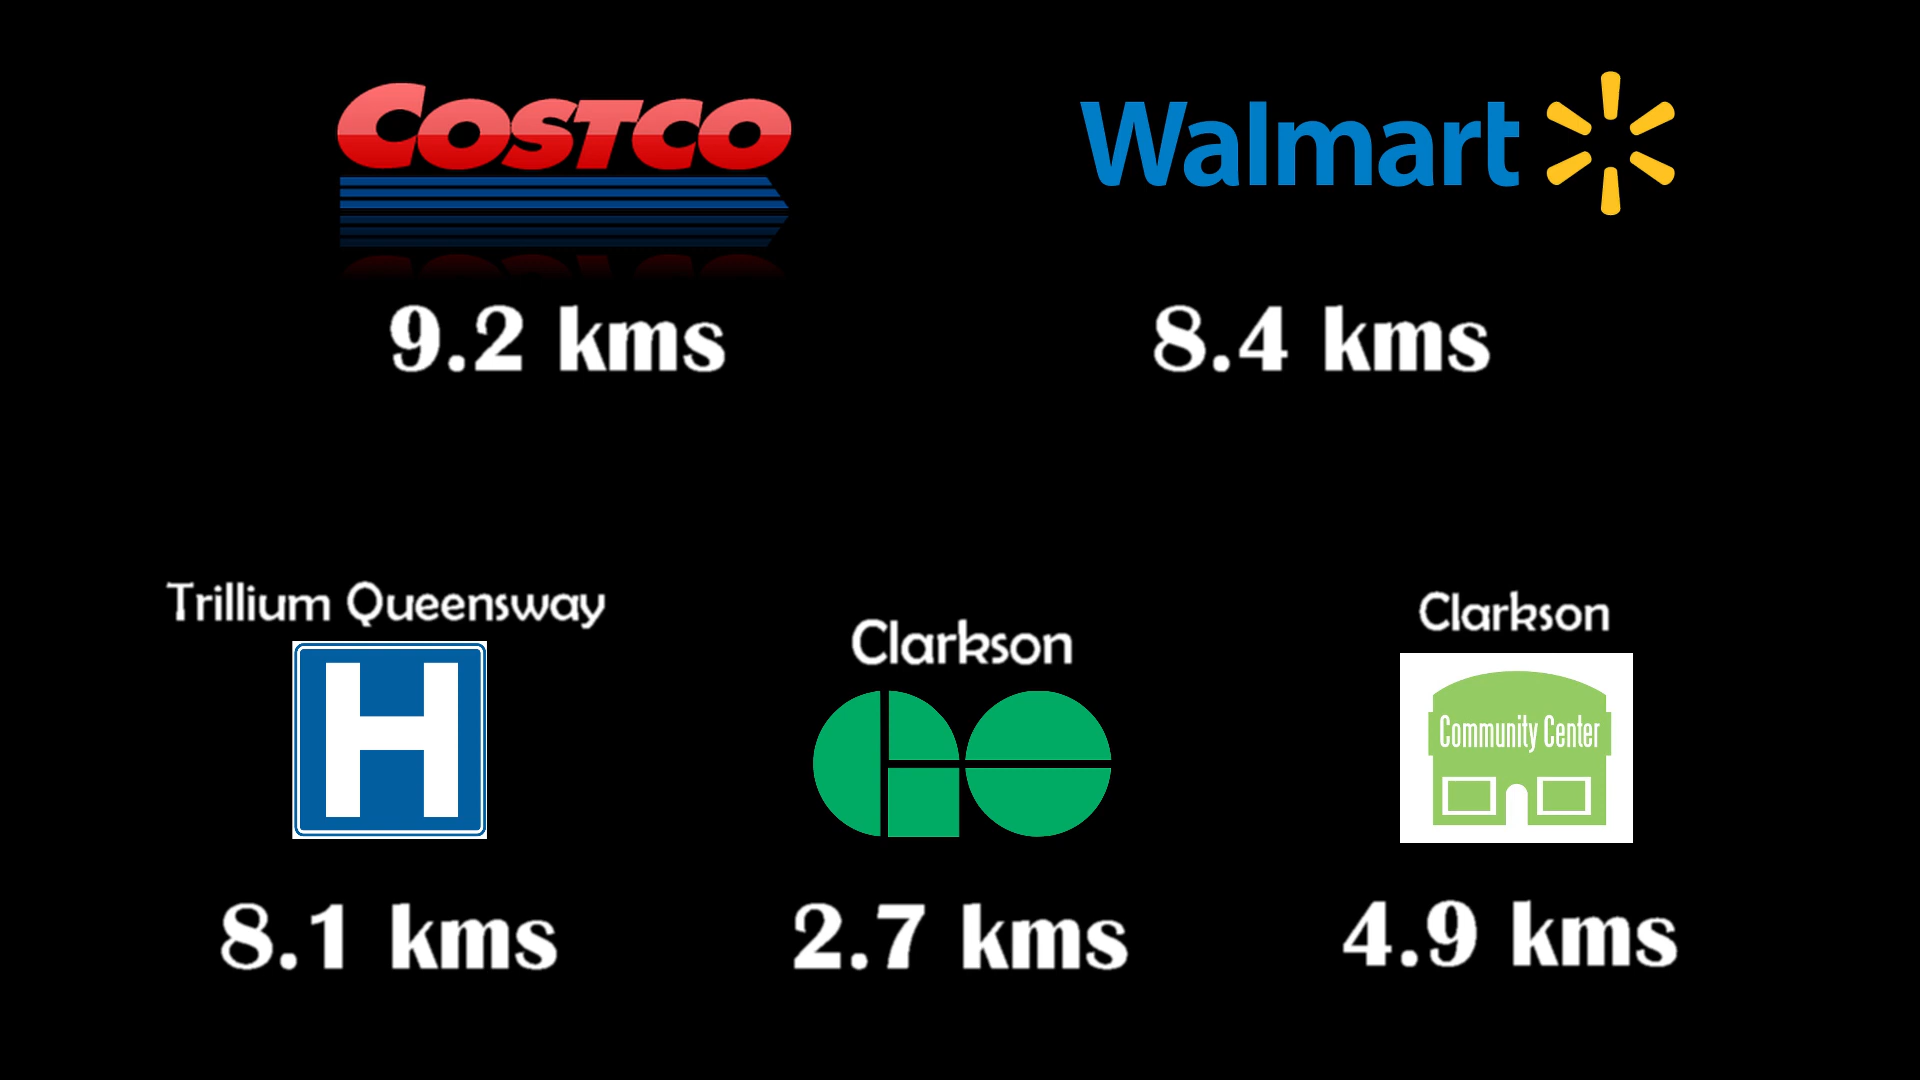 Costco
Walmart
9.2 kms
8.4 kms
Trillium Queensway
H
8.1 kms
Clarkson
GO
2.7 kms
Clarkson
Community Center
4.9 kms